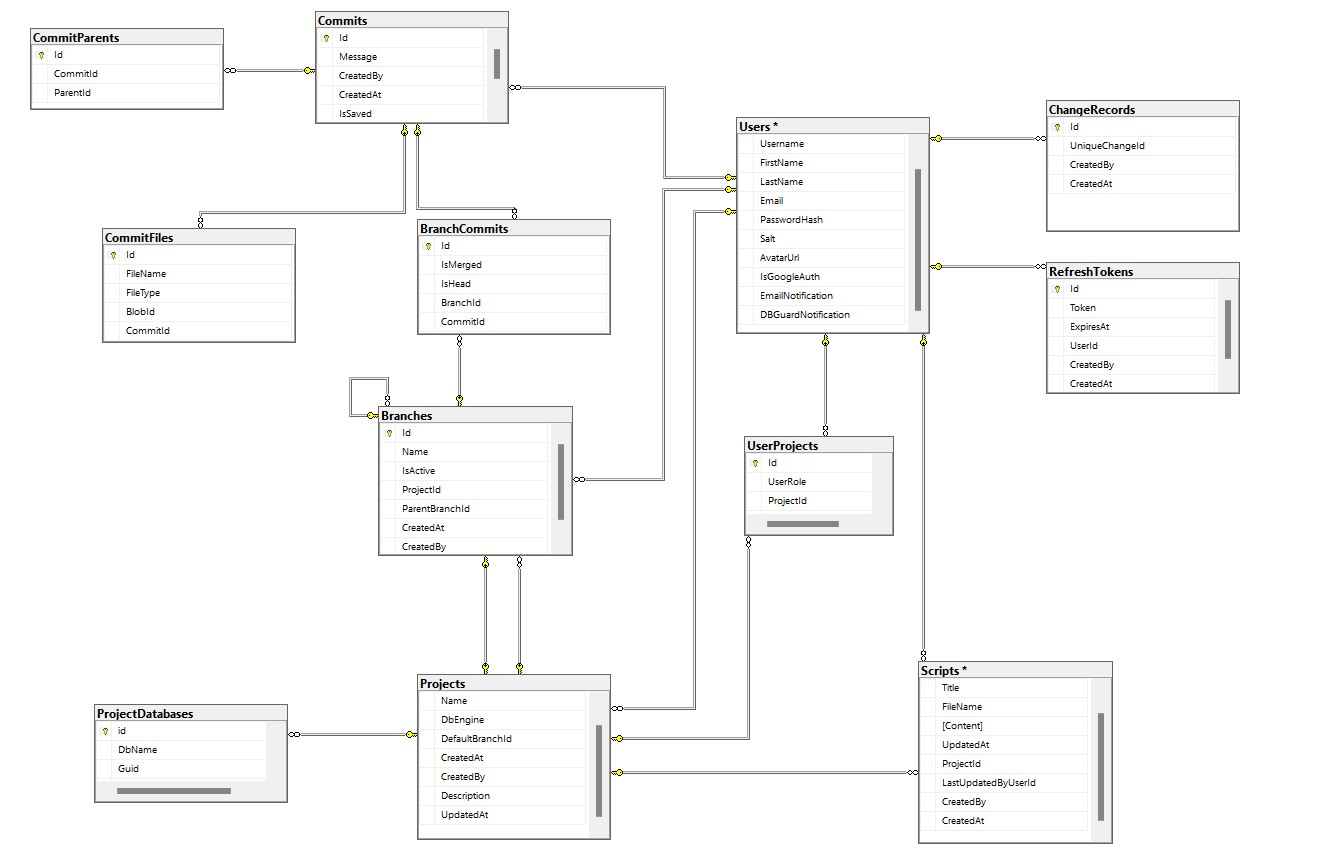 CommitParents
Id
CommitId
ParentId
Commits
Id
Message
CreatedBy
CreatedAt
IsSaved
Users *
Username
FirstName
LastName
Email
PasswordHash
Salt
AvatarUrl
IsGoogleAuth
EmailNotification
DBGuardNotification
ChangeRecords
Id
UniqueChangeId
CreatedBy
CreatedAt
CommitFiles
Id
FileName
FileType
BlobId
CommitId
BranchCommits
Id
IsMerged
IsHead
BranchId
CommitId
RefreshTokens
Id
Token
ExpiresAt
UserId
CreatedBy
CreatedAt
Branches
Id
Name
IsActive
ProjectId
ParentBranchId
CreatedAt
CreatedBy
UserProjects
Id
UserRole
ProjectId
ProjectDatabases
id
DbName
Guid
Projects
Name
DbEngine
DefaultBranchId
CreatedAt
CreatedBy
Description
UpdatedAt
Scripts *
Title
FileName
[Content]
UpdatedAt
ProjectId
LastUpdatedByUserId
CreatedBy
CreatedAt